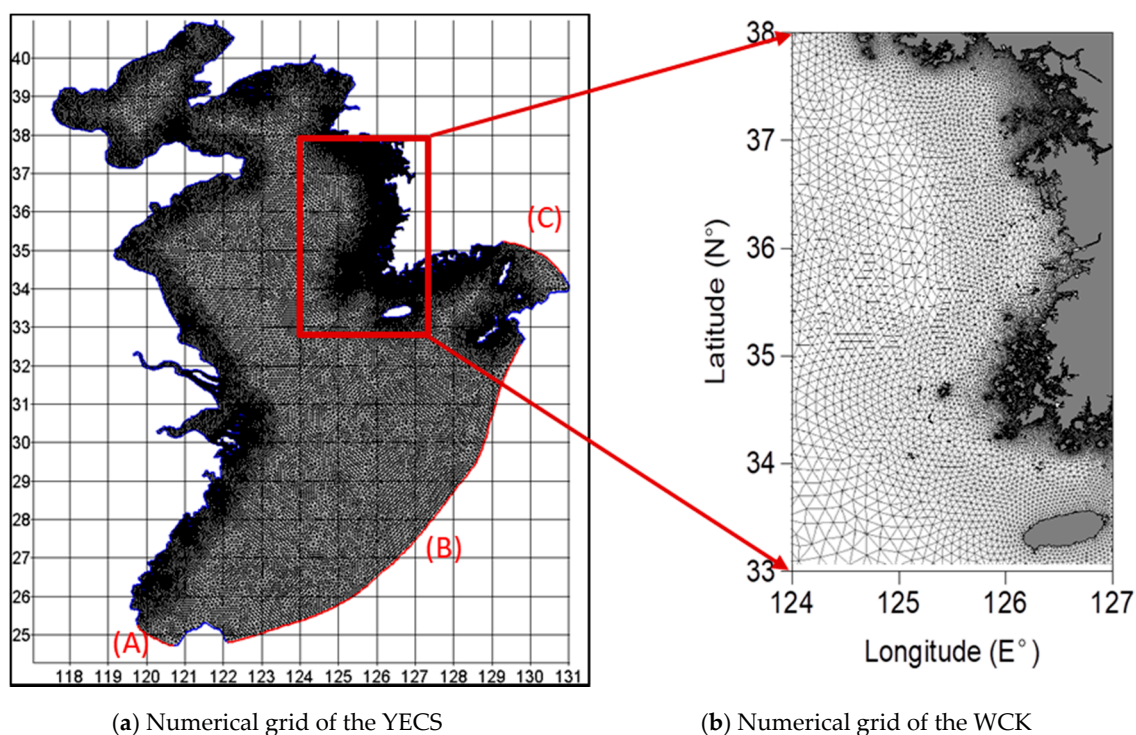 40
39
38
37
36
35
34
33
32
31
30
29
28
27
26
25
118 119 120 121 122 123 124 125 126 127 128 129 130 131
(A)
(B)
(C)
38
37
36
35
34
33
124 125 126 127
Latitude (N°)
Longitude (E°)
(a) Numerical grid of the YECS
(b) Numerical grid of the WCK